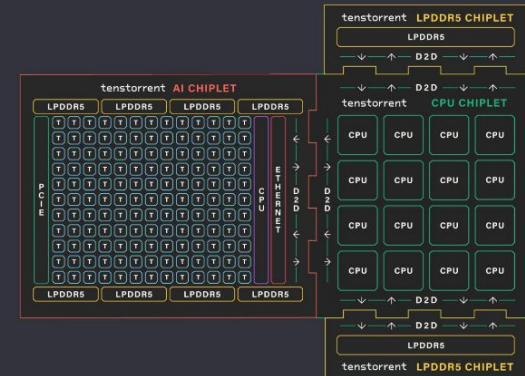 tenstorrent LPDDR5 CHIPLET
LPDDR5
D2D
tenstorrent AI CHIPLET
LPDDR5 LPDDR5 LPDDR5 LPDDR5
T T T T T T T T T T T T T
T T T T T T T T T T T T T
T T T T T T T T T T T T T
T T T T T T T T T T T T T
T T T T T T T T T T T T T
T T T T T T T T T T T T T
T T T T T T T T T T T T T
T T T T T T T T T T T T T
T T T T T T T T T T T T T
T T T T T T T T T T T T T
T T T T T T T T T T T T T
PCIE
CPU
ETHERNET
D2D
LPDDR5 LPDDR5 LPDDR5 LPDDR5
D2D
tenstorrent CPU CHIPLET
D2D
CPU CPU CPU CPU
CPU CPU CPU CPU
CPU CPU CPU CPU
CPU CPU CPU CPU
D2D
D2D
LPDDR5
tenstorrent LPDDR5 CHIPLET